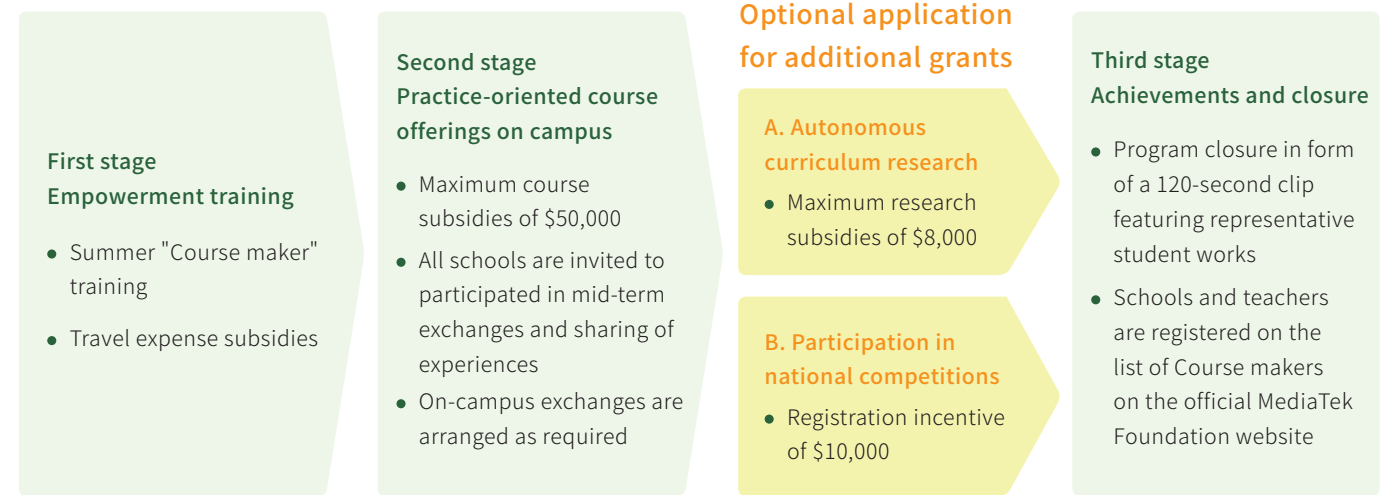 First stage
Empowerment training
Summer "Course maker"
training
Travel expense subsidies
Second stage
Practice-oriented course
offerings on campus
Maximum course
subsidies of $50,000
All schools are invited to
participated in mid-term
exchanges and sharing of
experiences
On-campus exchanges are
arranged as required
Optional application
for additional grants
A. Autonomous
curriculum research
Maximum research
subsidies of $8,000
B. Participation in
national competitions
Registration incentive
of $10,000
Third stage
Achievements and closure
Program closure in form
of a 120-second clip
featuring representative
student works
Schools and teachers
are registered on the
list of Course makers
on the official MediaTek
Foundation website